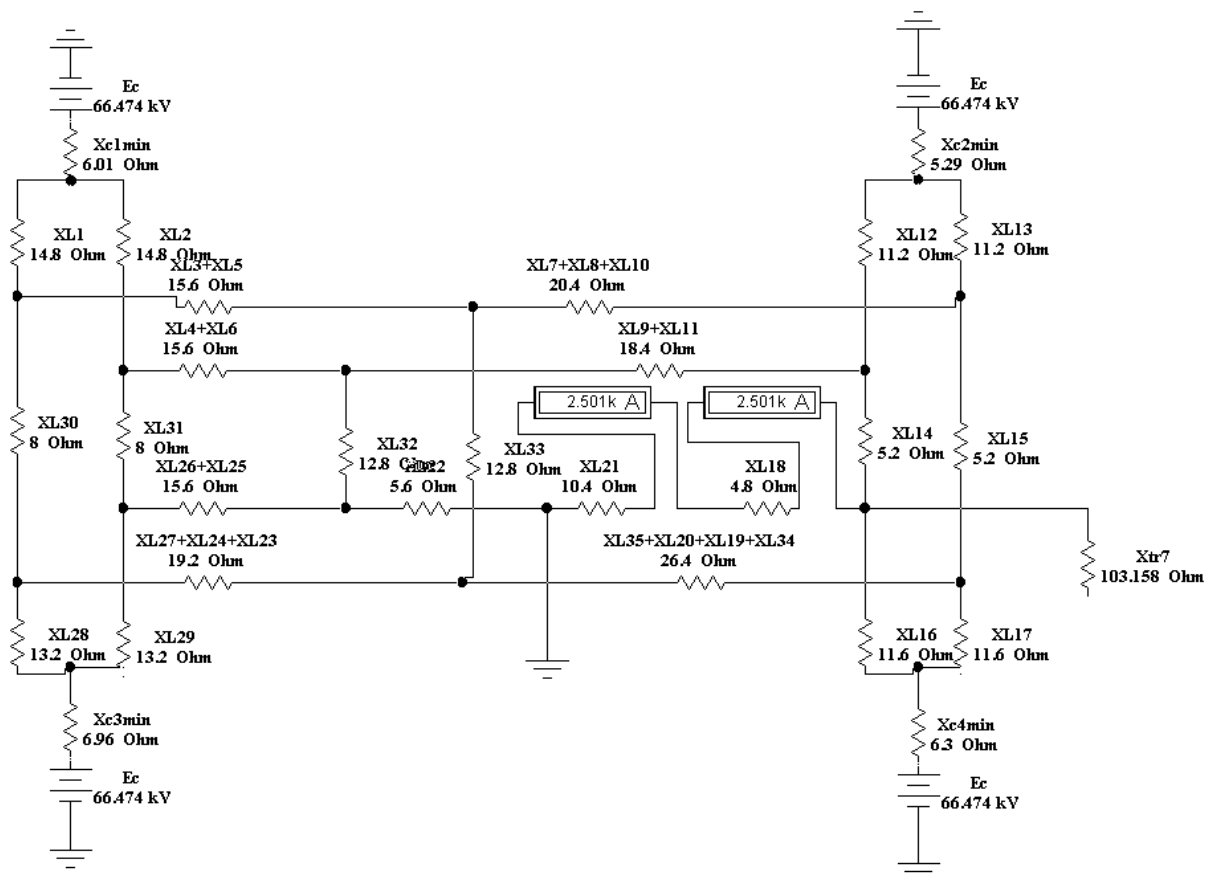 Ec
66.474 kV
Xc1min
6.01 Ohm
Ec
66.474 kV
Xc2min
5.29 Ohm
XL1
14.8 Ohm
XL2
14.8 Ohm
XL12
11.2 Ohm
XL13
11.2 Ohm
XL3+XL5
15.6 Ohm
XL7+XL8+XL10
20.4 Ohm
XL4+XL6
15.6 Ohm
XL9+XL11
18.4 Ohm
2.501k A
2.501k A
XL30
8 Ohm
XL31
8 Ohm
XL32
12.8
XL33
12.8 Ohm
XL14
5.2 Ohm
XL15
5.2 Ohm
XL26+XL25
15.6 Ohm
5.6 Ohm
XL21
10.4 Ohm
XL18
4.8 Ohm
XL27+XL24+XL23
19.2 Ohm
XL35+XL20+XL19+XL34
26.4 Ohm
Xtr7
103.158 Ohm
XL28
13.2 Ohm
XL29
13.2 Ohm
XL16
11.6 Ohm
XL17
11.6 Ohm
Xc3min
6.96 Ohm
Ec
66.474 kV
Xc4min
6.3 Ohm
Ec
66.474 kV